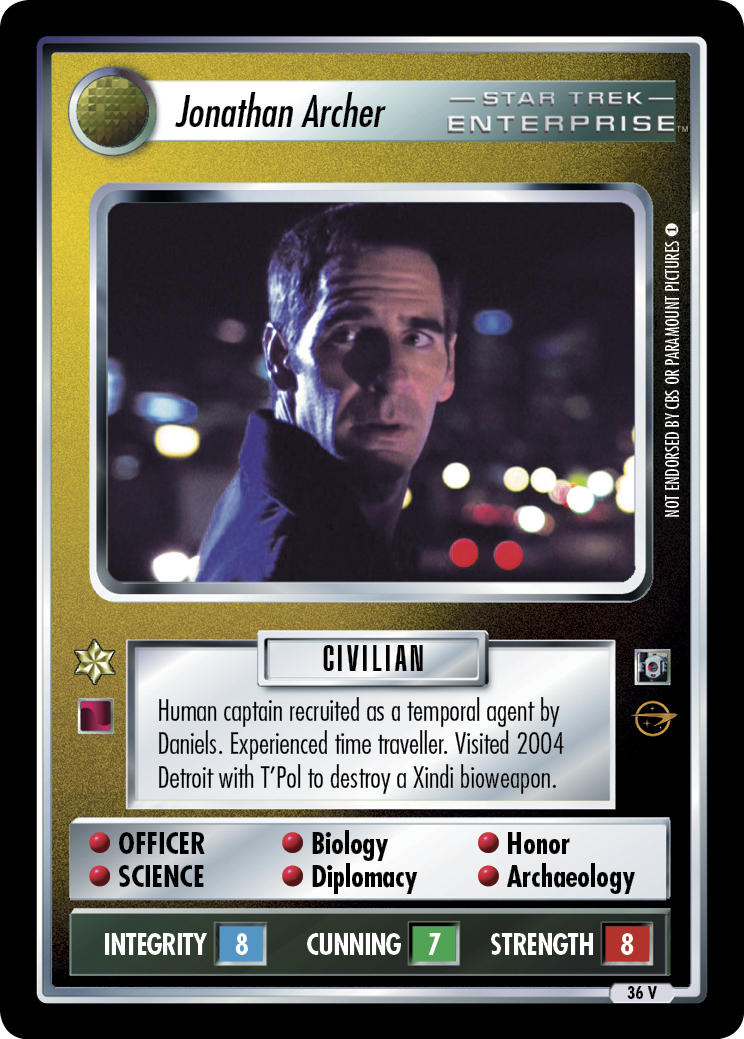 Jonathan Archer
STAR TREK
ENTERPRISE™
NOT ENDORSED BY CBS OR PARAMOUNT PICTURES 1
CIVILIAN
Human captain recruited as a temporal agent by
Daniels. Experienced time traveller. Visited 2004
Detroit with T'Pol to destroy a Xindi bioweapon.
OFFICER Biology Honor
SCIENCE Diplomacy Archaeology
INTEGRITY 8 CUNNING 7 STRENGTH 8
36 V